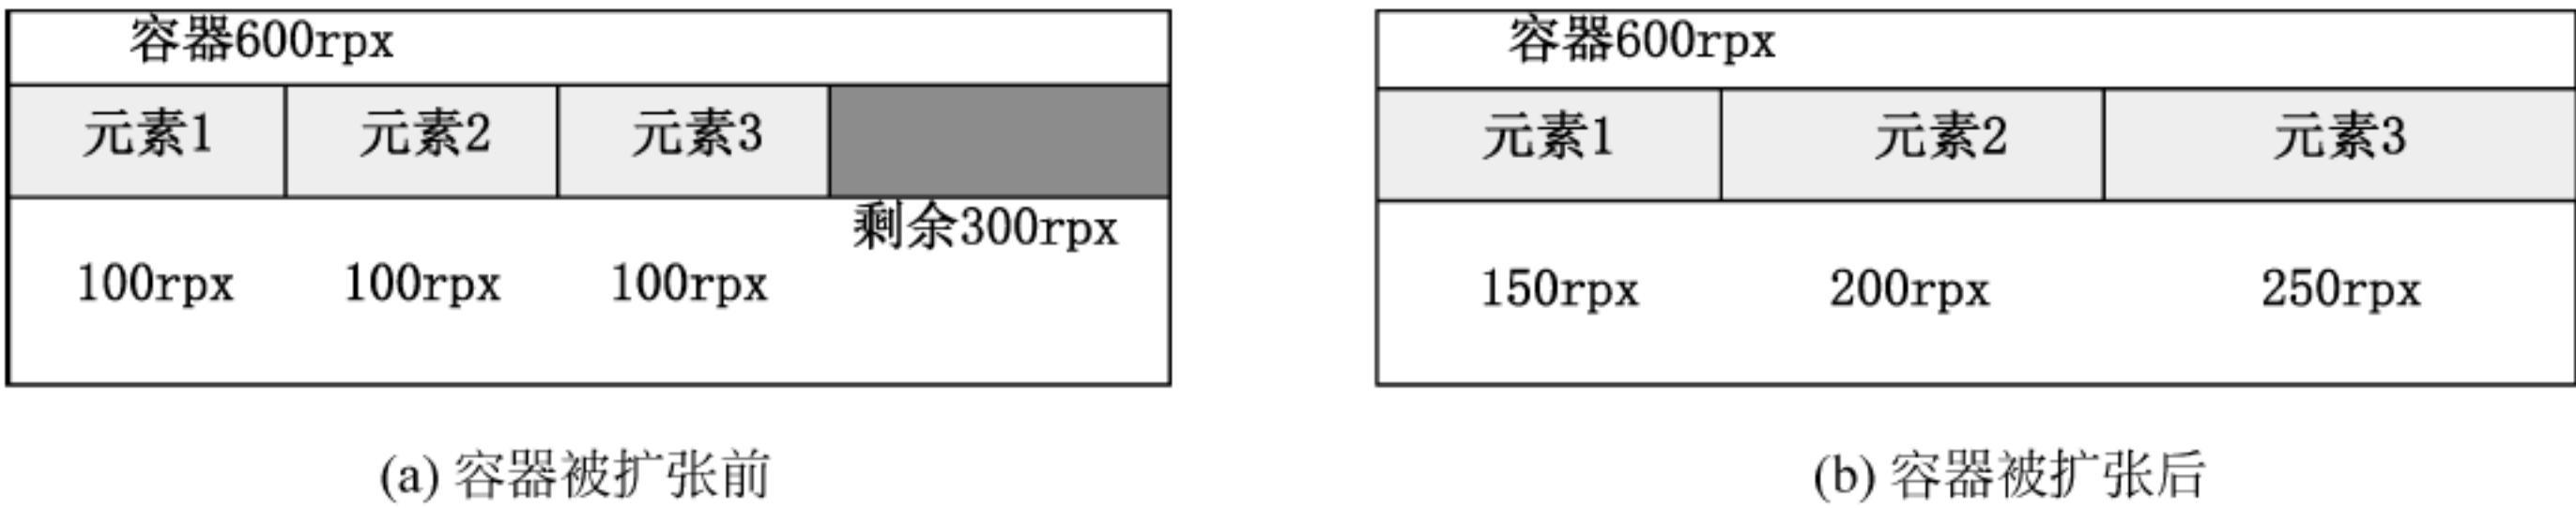 容器600rpx
元素1 元素2 元素3
剩余300rpx
100rpx 100rpx 100rpx
(a) 容器被扩张前
容器600rpx
元素1 元素2 元素3
150rpx 200rpx 250rpx
(b) 容器被扩张后